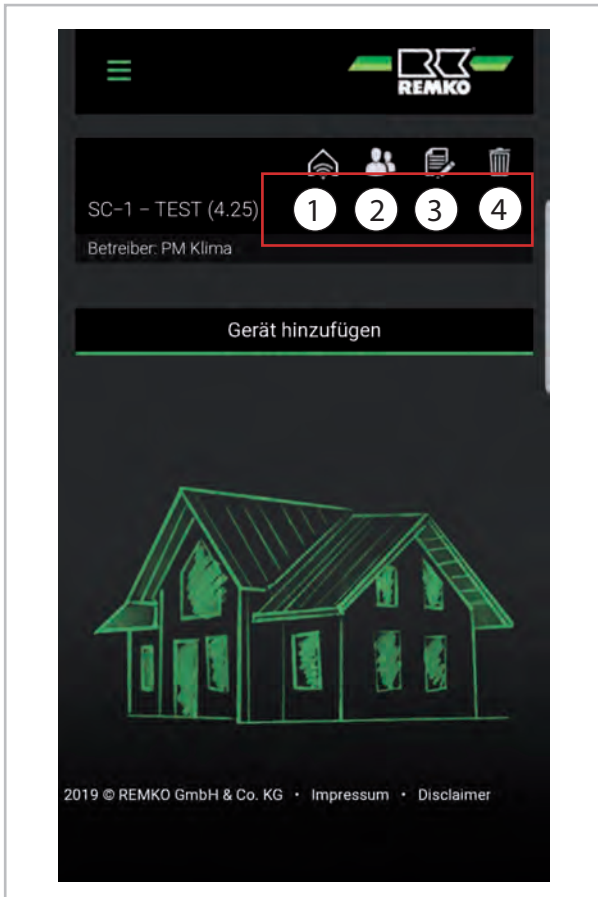 REMKO
1 2 3 4
SC-1 - TEST (4.25)
Betreiber: PM Klima
Gerät hinzufügen
2019 © REMKO GmbH & Co. KG • Impressum • Disclaimer